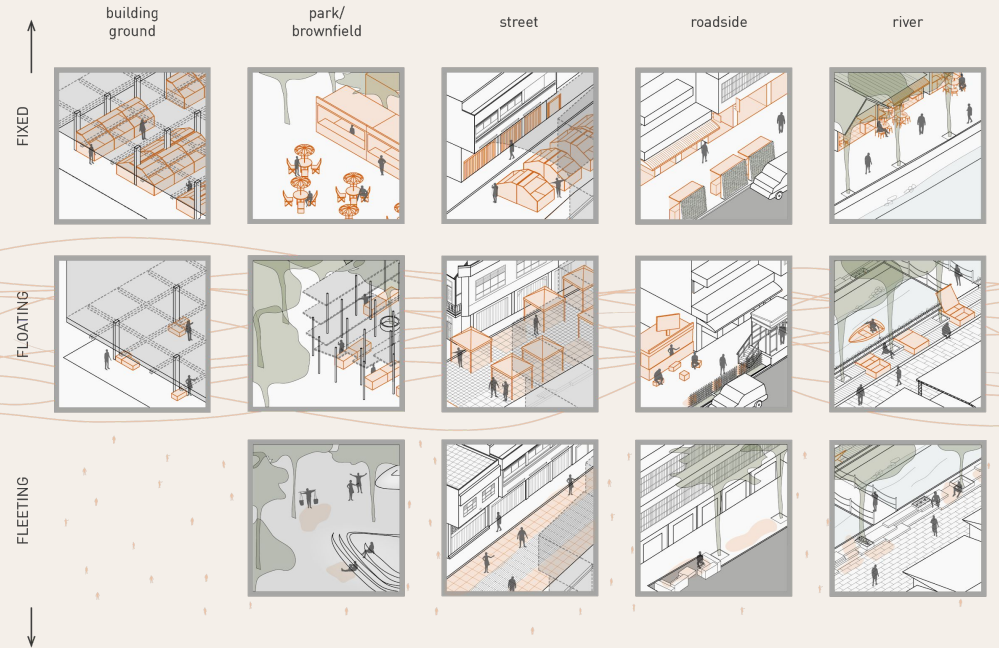 building
ground
park/
brownfield
street
roadside
river
FIXED
FLOATING
FLEETING